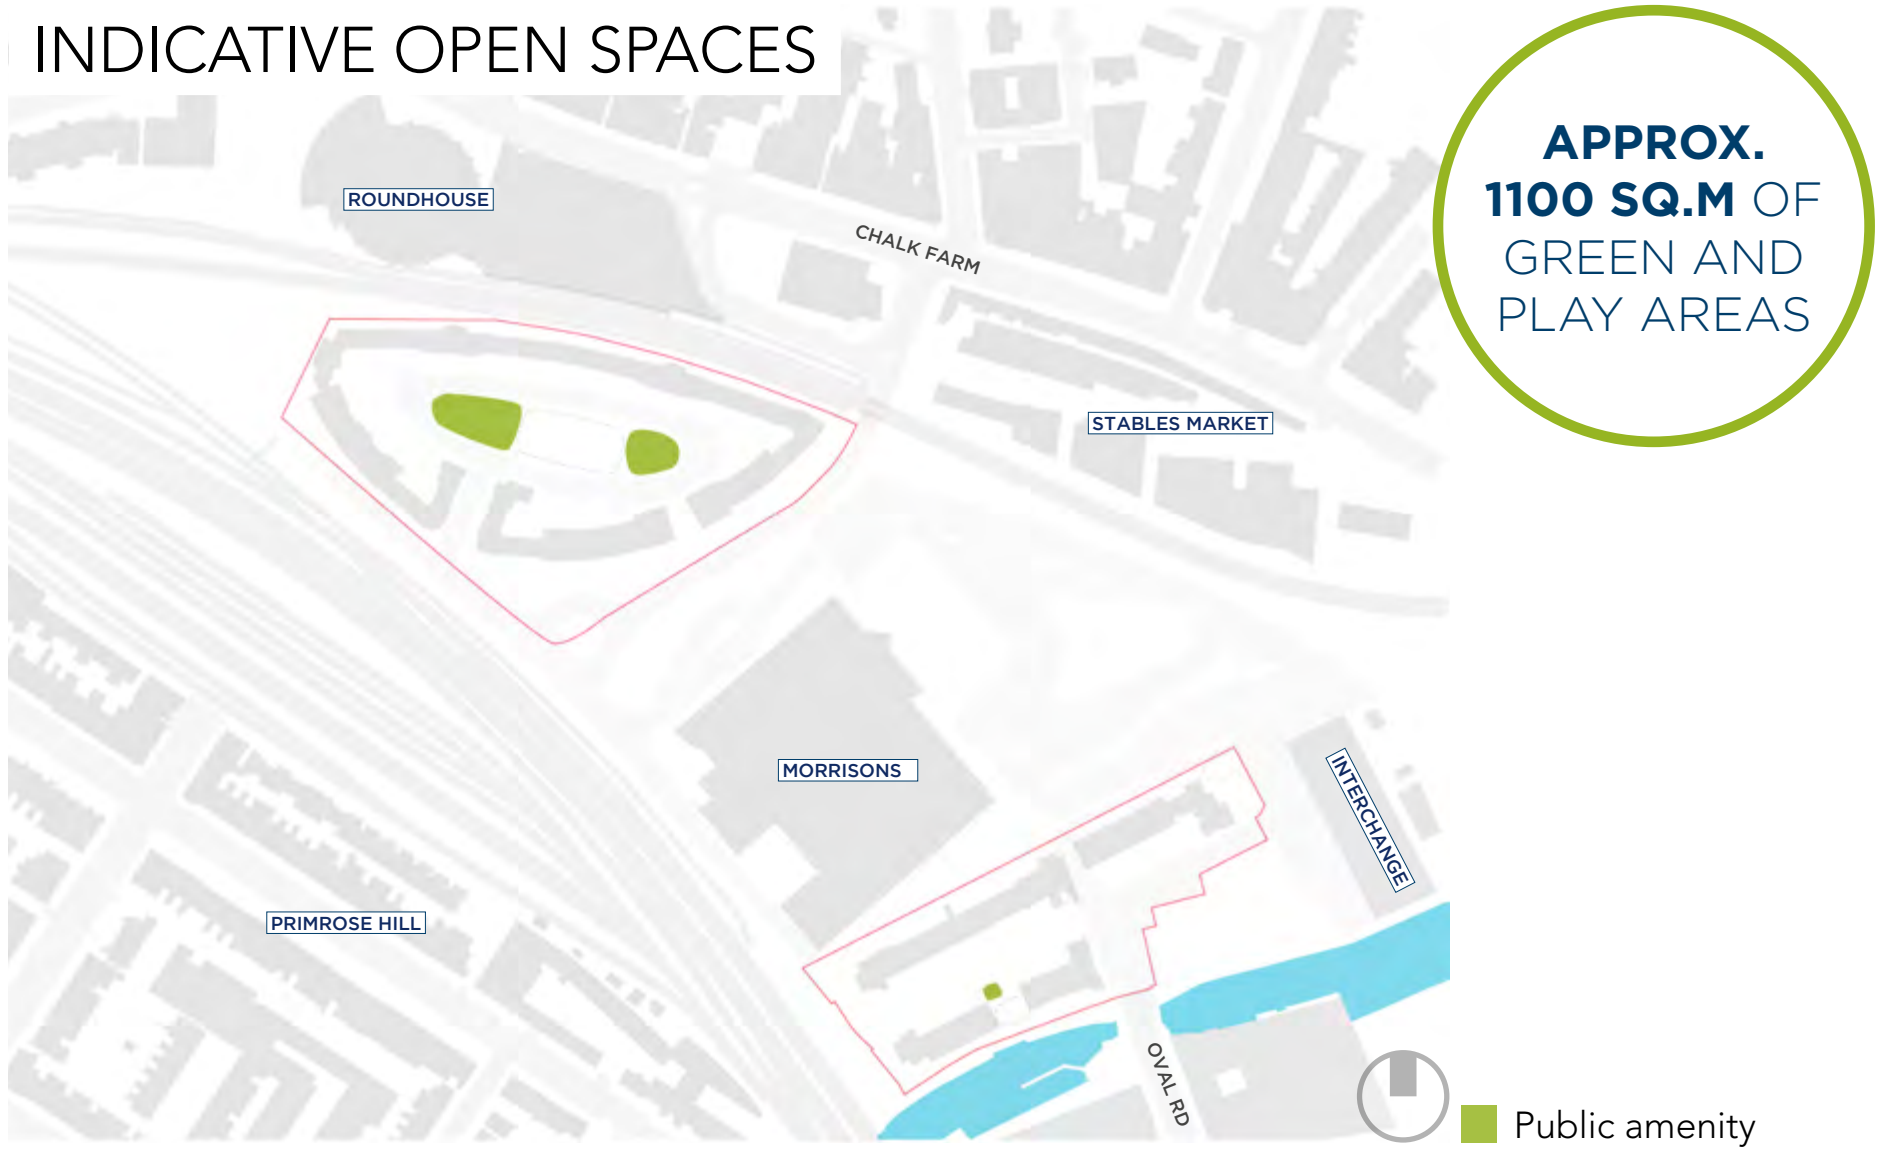 INDICATIVE OPEN SPACES
APPROX.
1100 SQ.M OF
GREEN AND
PLAY AREAS
ROUNDHOUSE
CHALK FARM
STABLES MARKET
MORRISONS
INTERCHANGE
PRIMROSE HILL
OVAL RD
Public amenity